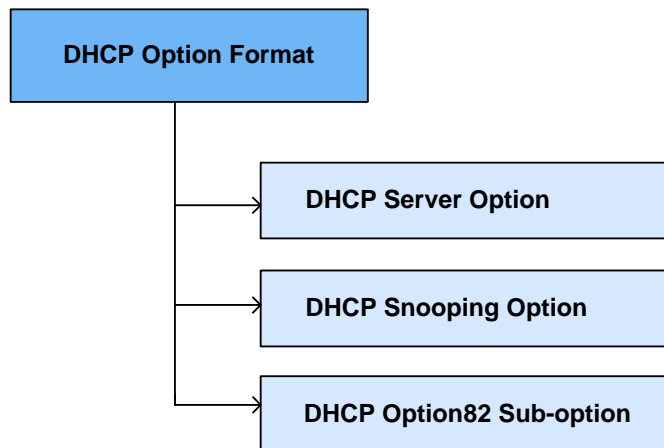 DHCP Option Format
DHCP Server Option
DHCP Snooping Option
DHCP Option82 Sub-option